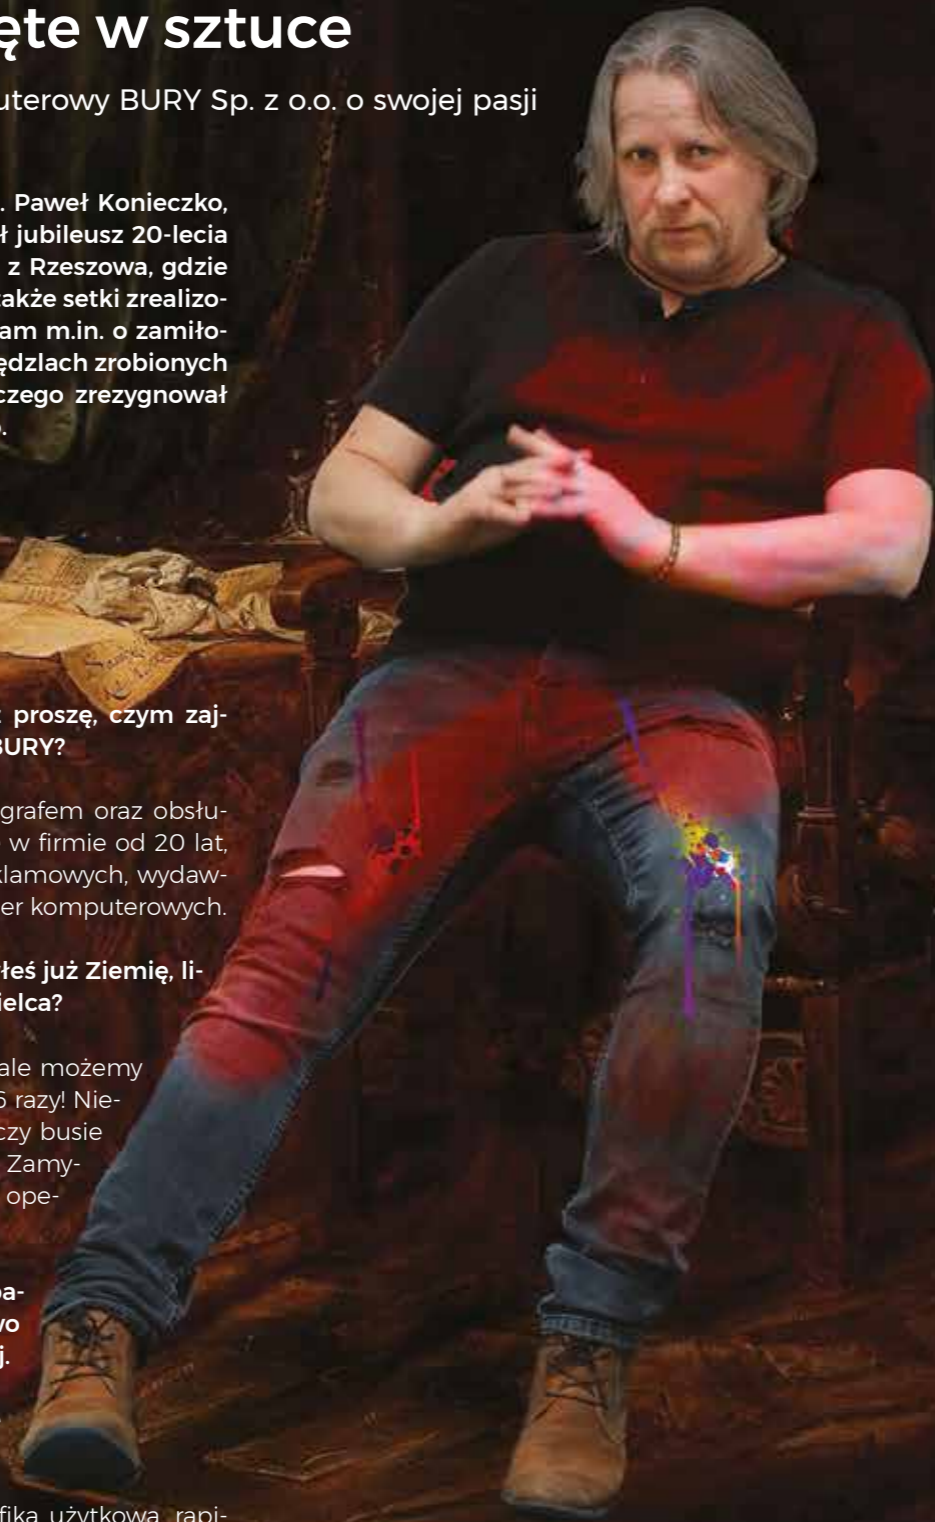 ęte w sztuce
uterowy BURY Sp. z o.o. o swojej pasji
. Paweł Konieczko,
ł jubileusz 20-lecia
z Rzeszowa, gdzie
także setki zrealizo-
am m.in. o zamiło-
ędzlach zrobionych
czego zrezygnował
o.
ż proszę, czym zaj-
BURY?
grafem oraz obsłu-
w firmie od 20 lat,
klamowych, wydaw-
er komputerowych.
łeś już Ziemię, li-
ielca?
ale możemy
6 razy! Nie-
czy busie
Zamy-
ope-
pa-
wo
j.
fika użytkowa, rapi-